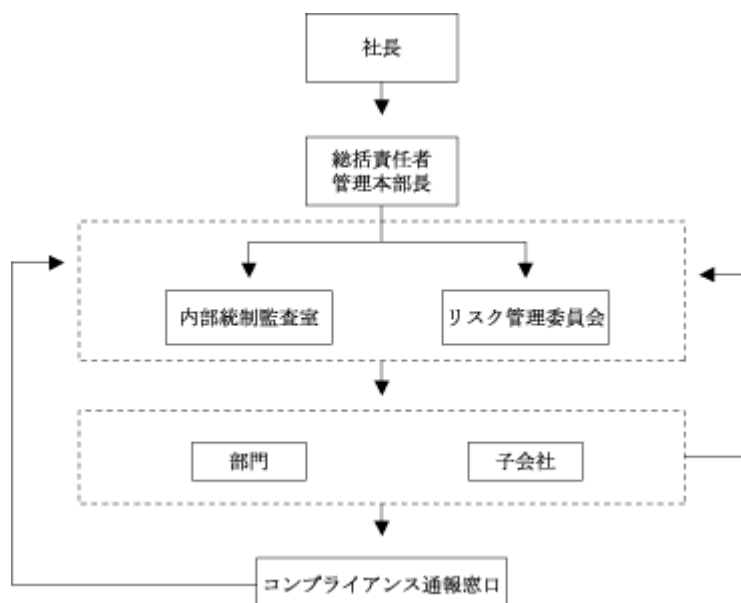 社長
総括責任者
管理本部長
内部統制監査室
リスク管理委員会
部門
子会社
コンプライアンス通報窓口